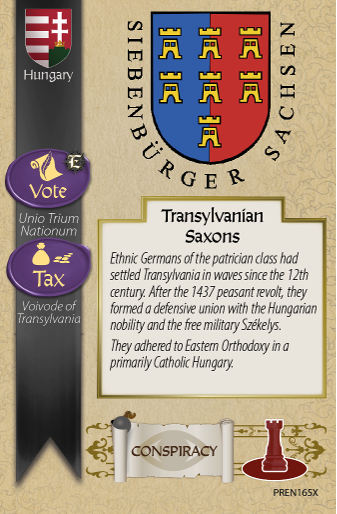 Hungary
SIEBENBÜRGER SACHSEN
E
Vote
Unio Trium
Nationum
Tax
Voivode of
Transylvania
Transylvanian
Saxons
Ethnic Germans of the patrician class had
settled Transylvania in waves since the 12th
century. After the 1437 peasant revolt, they
formed a defensive union with the Hungarian
nobility and the free military Székelys.
They adhered to Eastern Orthodoxy in a
primarily Catholic Hungary.
CONSPIRACY
PREN165X